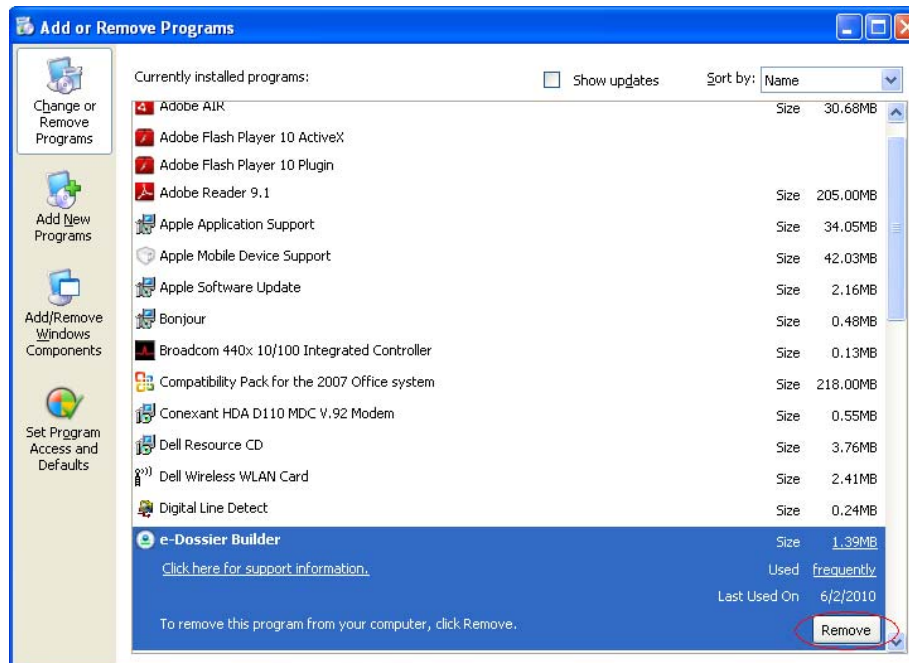 Add or Remove Programs
Change or
Remove
Programs
Add New
Programs
Add/Remove
Windows
Components
Set Program
Access and
Defaults
Currently installed programs:
Show updates
Sort by: Name
Adobe AIR Size 30.68MB
Adobe Flash Player 10 ActiveX
Adobe Flash Player 10 Plugin
Adobe Reader 9.1 Size 205.00MB
Apple Application Support Size 34.05MB
Apple Mobile Device Support Size 42.03MB
Apple Software Update Size 2.16MB
Bonjour Size 0.48MB
Broadcom 440x 10/100 Integrated Controller Size 0.13MB
Compatibility Pack for the 2007 Office system Size 218.00MB
Conexant HDA D110 MDC V.92 Modem Size 0.55MB
Dell Resource CD Size 3.76MB
Dell Wireless WLAN Card Size 2.41MB
Digital Line Detect Size 0.24MB
e-Dossier Builder Size 1.39MB
Click here for support information. Used frequently
Last Used On 6/2/2010
To remove this program from your computer, click Remove. Remove